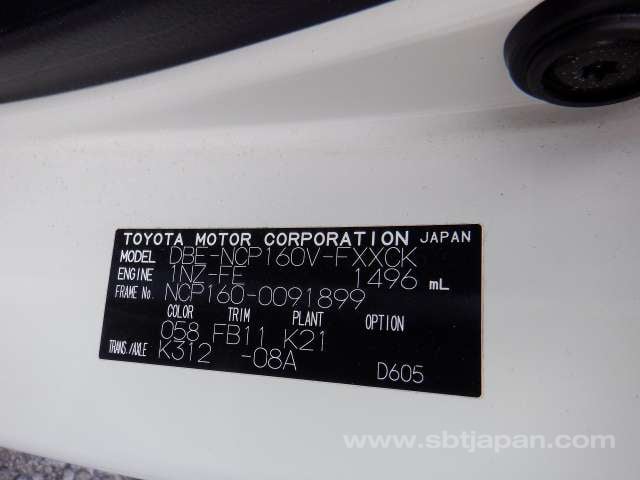 TOYOTA MOTOR CORPORATION JAPAN
MODEL DBE-NCP160V-FXXCK
ENGINE 1NZ-FE 1496 mL
FRAME No. NCP160-0091899
COLOR TRIM PLANT OPTION
058 FB11 K21
TRANS./AXLE K312 -08A
D605
www.sbtjapan.com